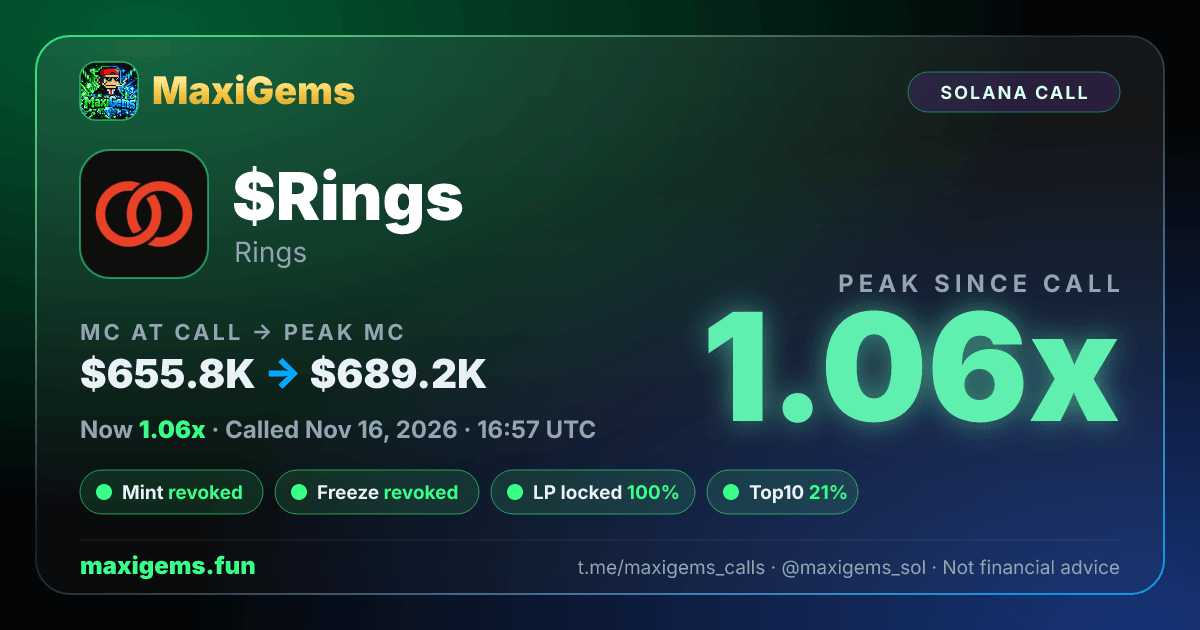 MaxiGems
MaxiGems
SOLANA CALL
$Rings
Rings
PEAK SINCE CALL
1.06x
MC AT CALL → PEAK MC
$655.8K → $689.2K
Now 1.06x · Called Nov 16, 2026 · 16:57 UTC
Mint revoked
Freeze revoked
LP locked 100%
Top10 21%
maxigems.fun
t.me/maxigems_calls · @maxigems_sol · Not financial advice